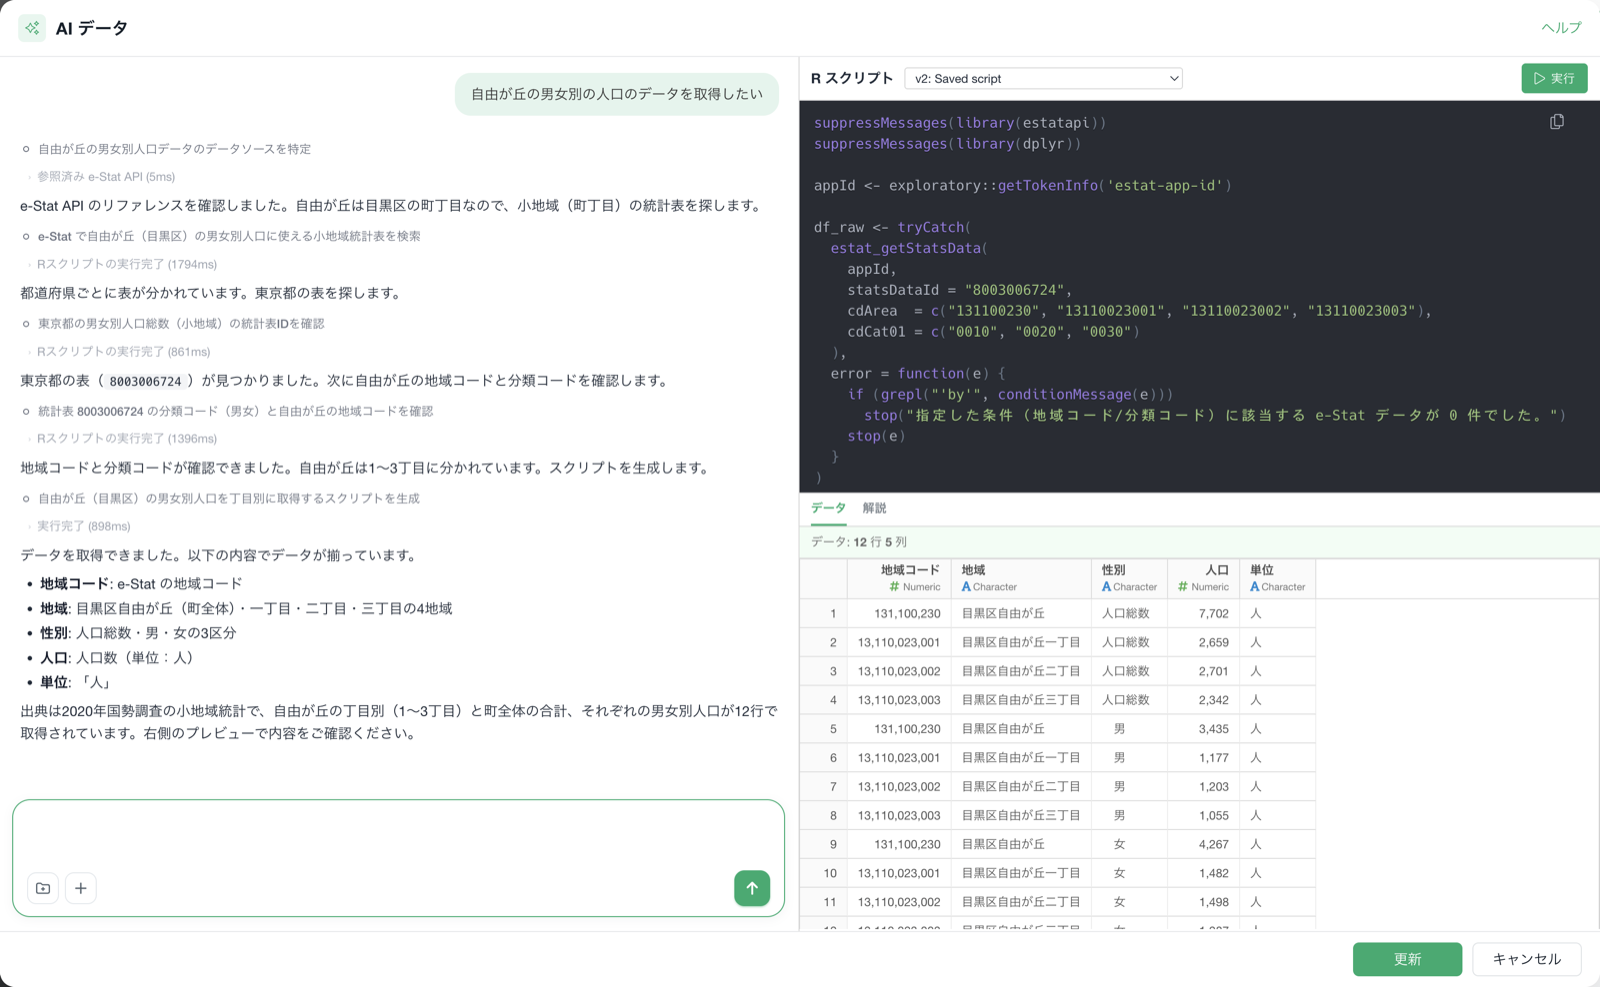 AI データ
ヘルプ
自由が丘の男女別の人口のデータを取得したい
自由が丘の男女別人口データのデータソースを特定
参照済み e-Stat API (5ms)
e-Stat API のリファレンスを確認しました。自由が丘は目黒区の町丁目なので、小地域（町丁目）の統計表を探します。
e-Stat で自由が丘（目黒区）の男女別人口に使える小地域統計表を検索
Rスクリプトの実行完了 (1794ms)
都道府県ごとに表が分かれています。東京都の表を探します。
東京都の男女別人口総数（小地域）の統計表IDを確認
Rスクリプトの実行完了 (861ms)
東京都の表（ 8003006724 ）が見つかりました。次に自由が丘の地域コードと分類コードを確認します。
統計表 8003006724 の分類コード（男女）と自由が丘の地域コードを確認
Rスクリプトの実行完了 (1396ms)
地域コードと分類コードが確認できました。自由が丘は1〜3丁目に分かれています。スクリプトを生成します。
自由が丘（目黒区）の男女別人口を丁目別に取得するスクリプトを生成
実行完了 (898ms)
データを取得できました。以下の内容でデータが揃っています。
• 地域コード: e-Stat の地域コード
• 地域: 目黒区自由が丘（町全体）・一丁目・二丁目・三丁目の4地域
• 性別: 人口総数・男・女の3区分
• 人口: 人口数（単位：人）
• 単位: 「人」
出典は2020年国勢調査の小地域統計で、自由が丘の丁目別（1〜3丁目）と町全体の合計、それぞれの男女別人口が12行で
取得されています。右側のプレビューで内容をご確認ください。
R スクリプト
v2: Saved script
実行
suppressMessages(library(estatapi))
suppressMessages(library(dplyr))
appId <- exploratory::getTokenInfo('estat-app-id')
df_raw <- tryCatch(
estat_getStatsData(
appId,
statsDataId = "8003006724",
cdArea  = c("131100230", "13110023001", "13110023002", "13110023003"),
cdCat01 = c("0010", "0020", "0030")
),
error = function(e) {
if (grepl("'by'", conditionMessage(e)))
stop("指定した条件（地域コード/分類コード）に該当する e-Stat データが 0 件でした。")
stop(e)
}
)
データ 解説
データ: 12 行 5 列
地域コード 地域 性別 人口 単位
# Numeric A Character A Character # Numeric A Character
1 131,100,230 目黒区自由が丘 人口総数 7,702 人
2 13,110,023,001 目黒区自由が丘一丁目 人口総数 2,659 人
3 13,110,023,002 目黒区自由が丘二丁目 人口総数 2,701 人
4 13,110,023,003 目黒区自由が丘三丁目 人口総数 2,342 人
5 131,100,230 目黒区自由が丘 男 3,435 人
6 13,110,023,001 目黒区自由が丘一丁目 男 1,177 人
7 13,110,023,002 目黒区自由が丘二丁目 男 1,203 人
8 13,110,023,003 目黒区自由が丘三丁目 男 1,055 人
9 131,100,230 目黒区自由が丘 女 4,267 人
10 13,110,023,001 目黒区自由が丘一丁目 女 1,482 人
11 13,110,023,002 目黒区自由が丘二丁目 女 1,498 人
更新
キャンセル